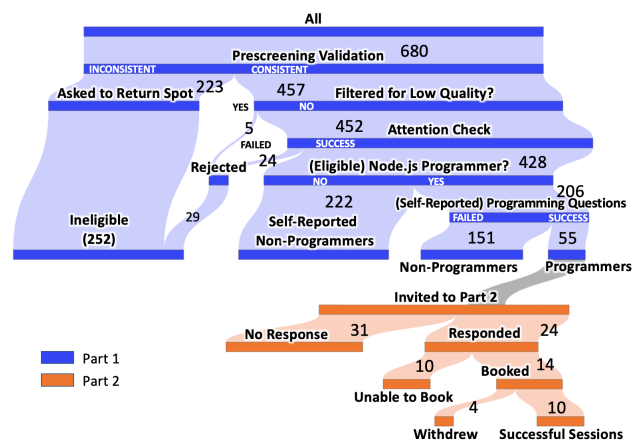 All
Prescreening Validation 680
INCONSISTENT CONSISTENT
Asked to Return Spot 223 457 Filtered for Low Quality?
YES NO
5 452 Attention Check
FAILED SUCCESS
Rejected 24 (Eligible) Node.js Programmer? 428
NO YES
29 222 206
(Self-Reported) Programming Questions
Ineligible
(252)
Self-Reported
Non-Programmers
FAILED SUCCESS
151 55
Non-Programmers Programmers
Invited to Part 2
No Response 31 Responded 24
Part 1
Part 2
10 Booked 14
Unable to Book
4 10
Withdrew Successful Sessions